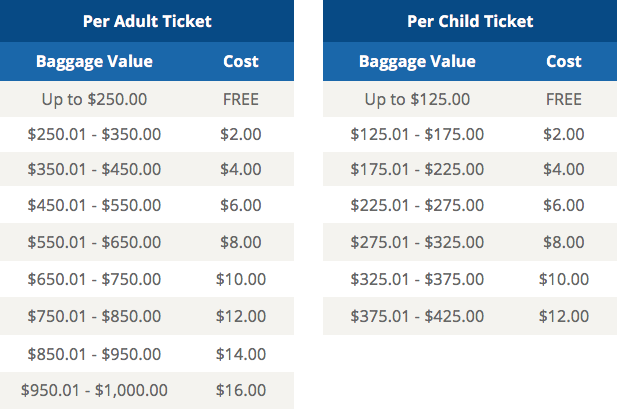 Per Adult Ticket
Baggage Value Cost
Up to $250.00 FREE
$250.01 - $350.00 $2.00
$350.01 - $450.00 $4.00
$450.01 - $550.00 $6.00
$550.01 - $650.00 $8.00
$650.01 - $750.00 $10.00
$750.01 - $850.00 $12.00
$850.01 - $950.00 $14.00
$950.01 - $1,000.00 $16.00
Per Child Ticket
Baggage Value Cost
Up to $125.00 FREE
$125.01 - $175.00 $2.00
$175.01 - $225.00 $4.00
$225.01 - $275.00 $6.00
$275.01 - $325.00 $8.00
$325.01 - $375.00 $10.00
$375.01 - $425.00 $12.00